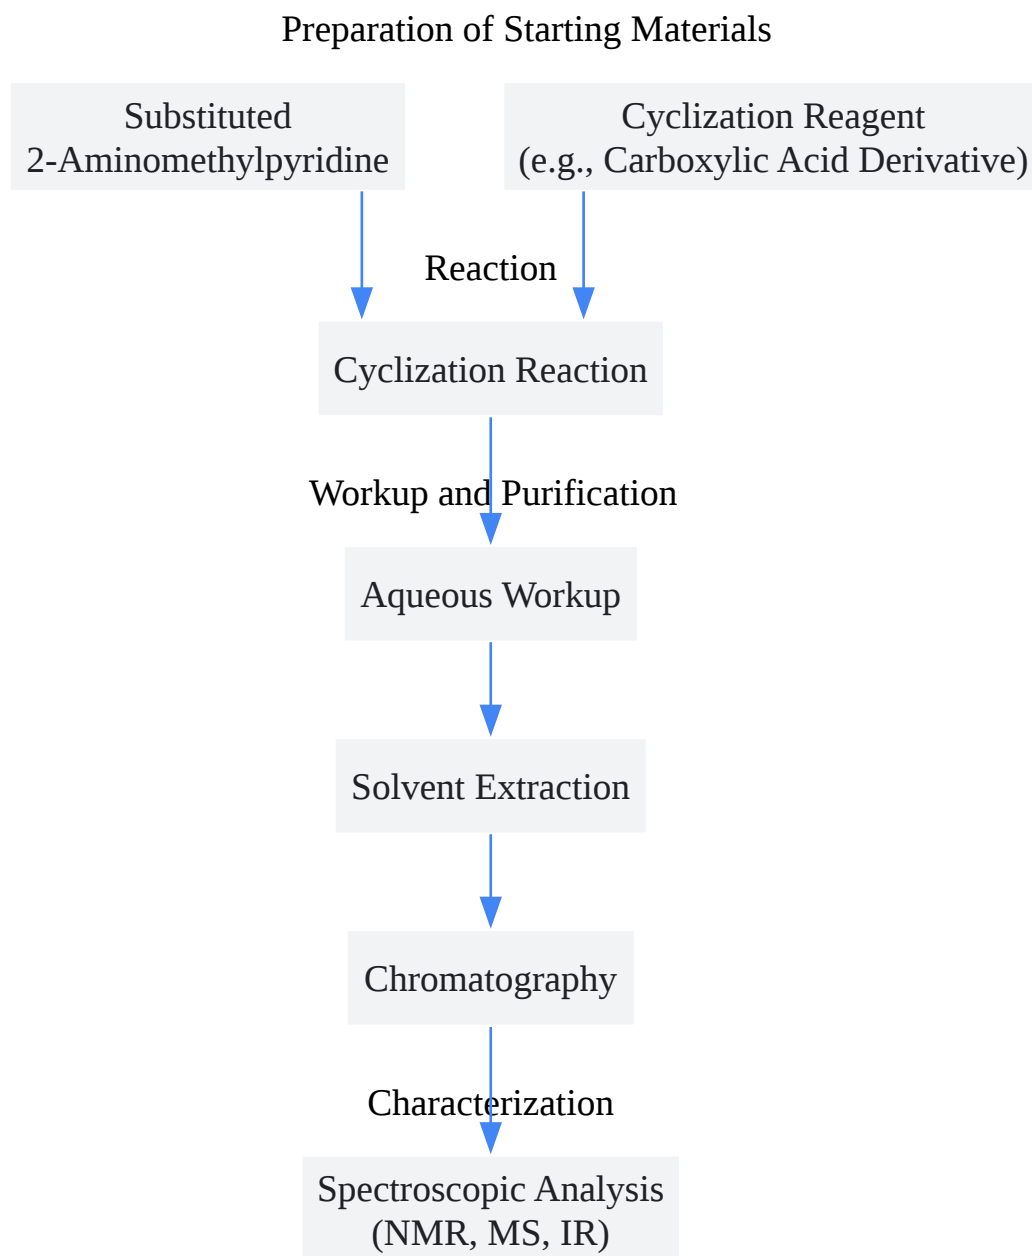 Preparation of Starting Materials
Substituted
2-Aminomethylpyridine
Cyclization Reagent
(e.g., Carboxylic Acid Derivative)
Reaction
Cyclization Reaction
Workup and Purification
Aqueous Workup
Solvent Extraction
Chromatography
Characterization
Spectroscopic Analysis
(NMR, MS, IR)